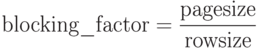 blocking_factor = pagesize / rowsize